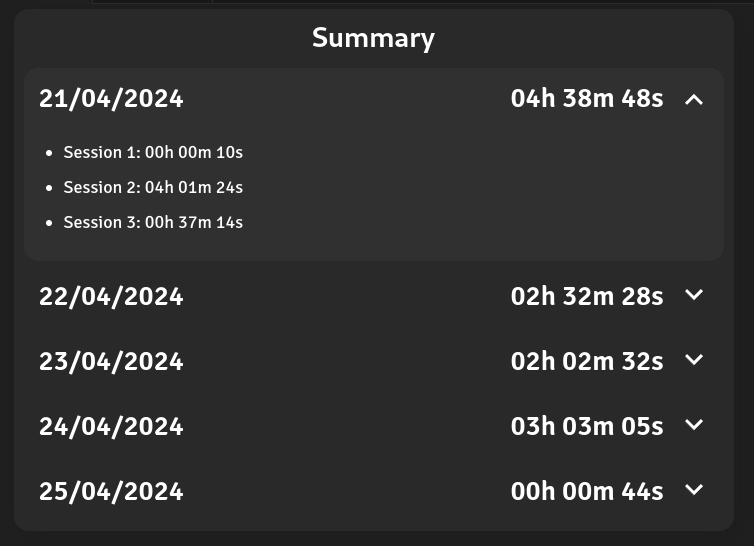 Summary
21/04/2024 04h 38m 48s
Session 1: 00h 00m 10s
Session 2: 04h 01m 24s
Session 3: 00h 37m 14s
22/04/2024 02h 32m 28s
23/04/2024 02h 02m 32s
24/04/2024 03h 03m 05s
25/04/2024 00h 00m 44s